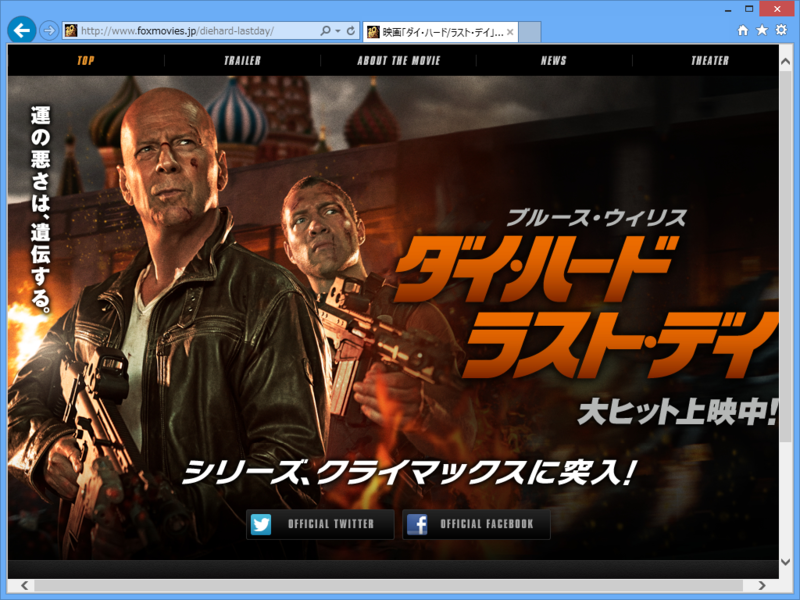 http://www.foxmovies.jp/diehard-lastday/
映画「ダイ・ハード/ラスト・デイ」...
TOP
TRAILER
ABOUT THE MOVIE
NEWS
THEATER
運の悪さは、遺伝する。
ブルース・ウィリス
ダイ・ハード
ラスト・デイ
大ヒット上映中!
シリーズ、クライマックスに突入!
OFFICIAL TWITTER
OFFICIAL FACEBOOK